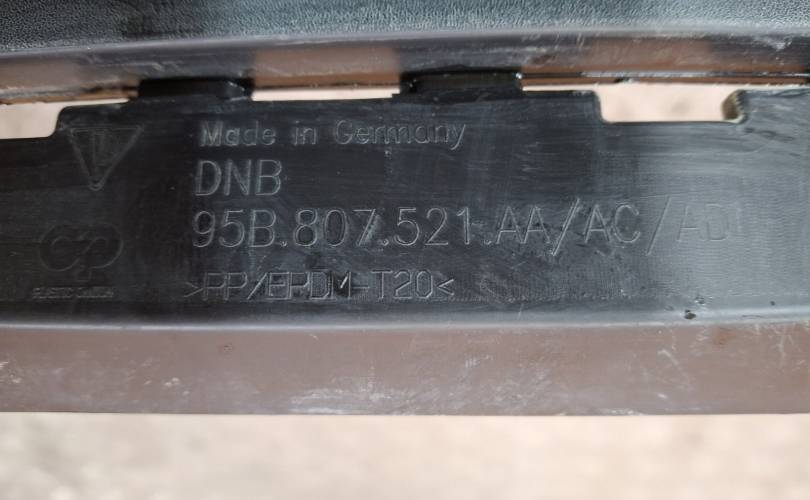 Made in Germany
DNB
95B.807.521.AA/AC/AD
>PP/EPDM-T20<